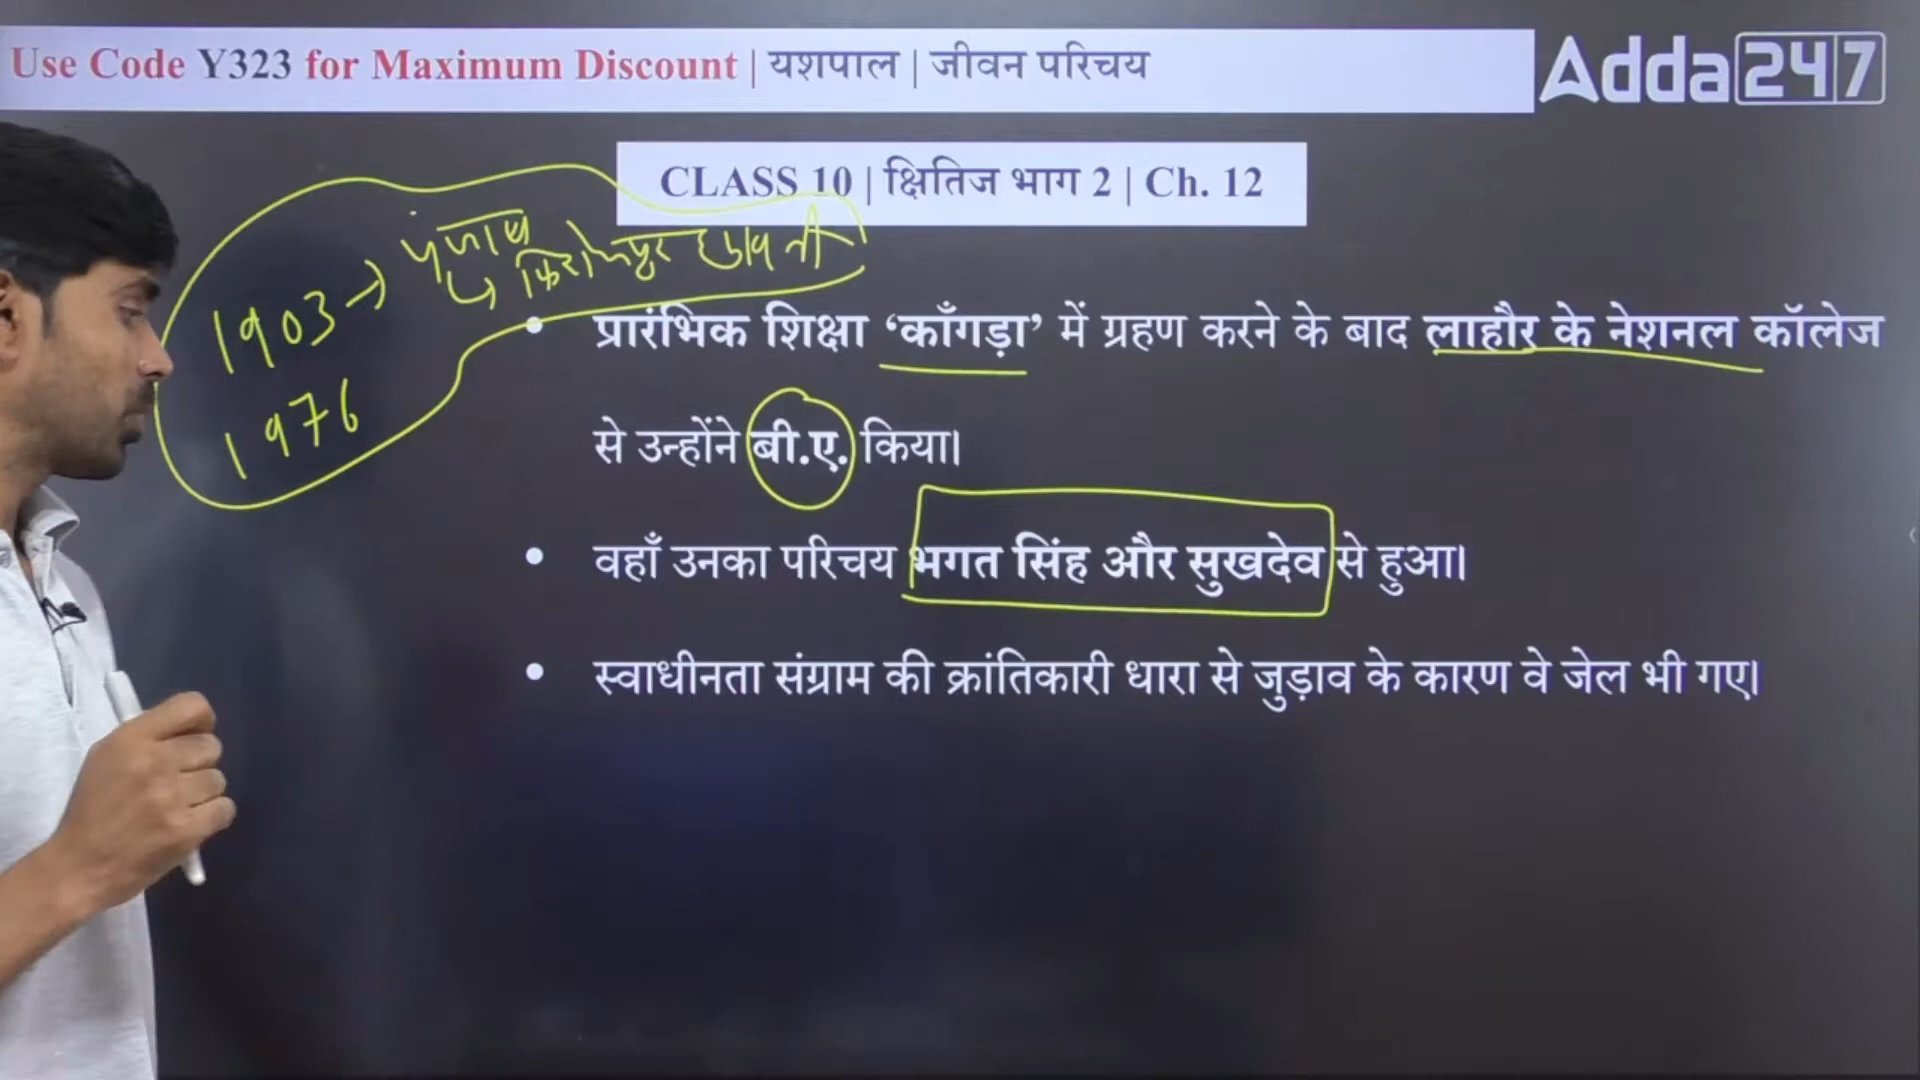 Use Code Y323 for Maximum Discount | यशपाल | जीवन परिचय
Adda247
CLASS 10 | क्षितिज भाग 2 | Ch. 12
1903 → पंजाब
↳ फिरोजपुर छावनी
1976
• प्रारंभिक शिक्षा ‘काँगड़ा’ में ग्रहण करने के बाद लाहौर के नेशनल कॉलेज
से उन्होंने बी.ए. किया।
• वहाँ उनका परिचय भगत सिंह और सुखदेव से हुआ।
• स्वाधीनता संग्राम की क्रांतिकारी धारा से जुड़ाव के कारण वे जेल भी गए।